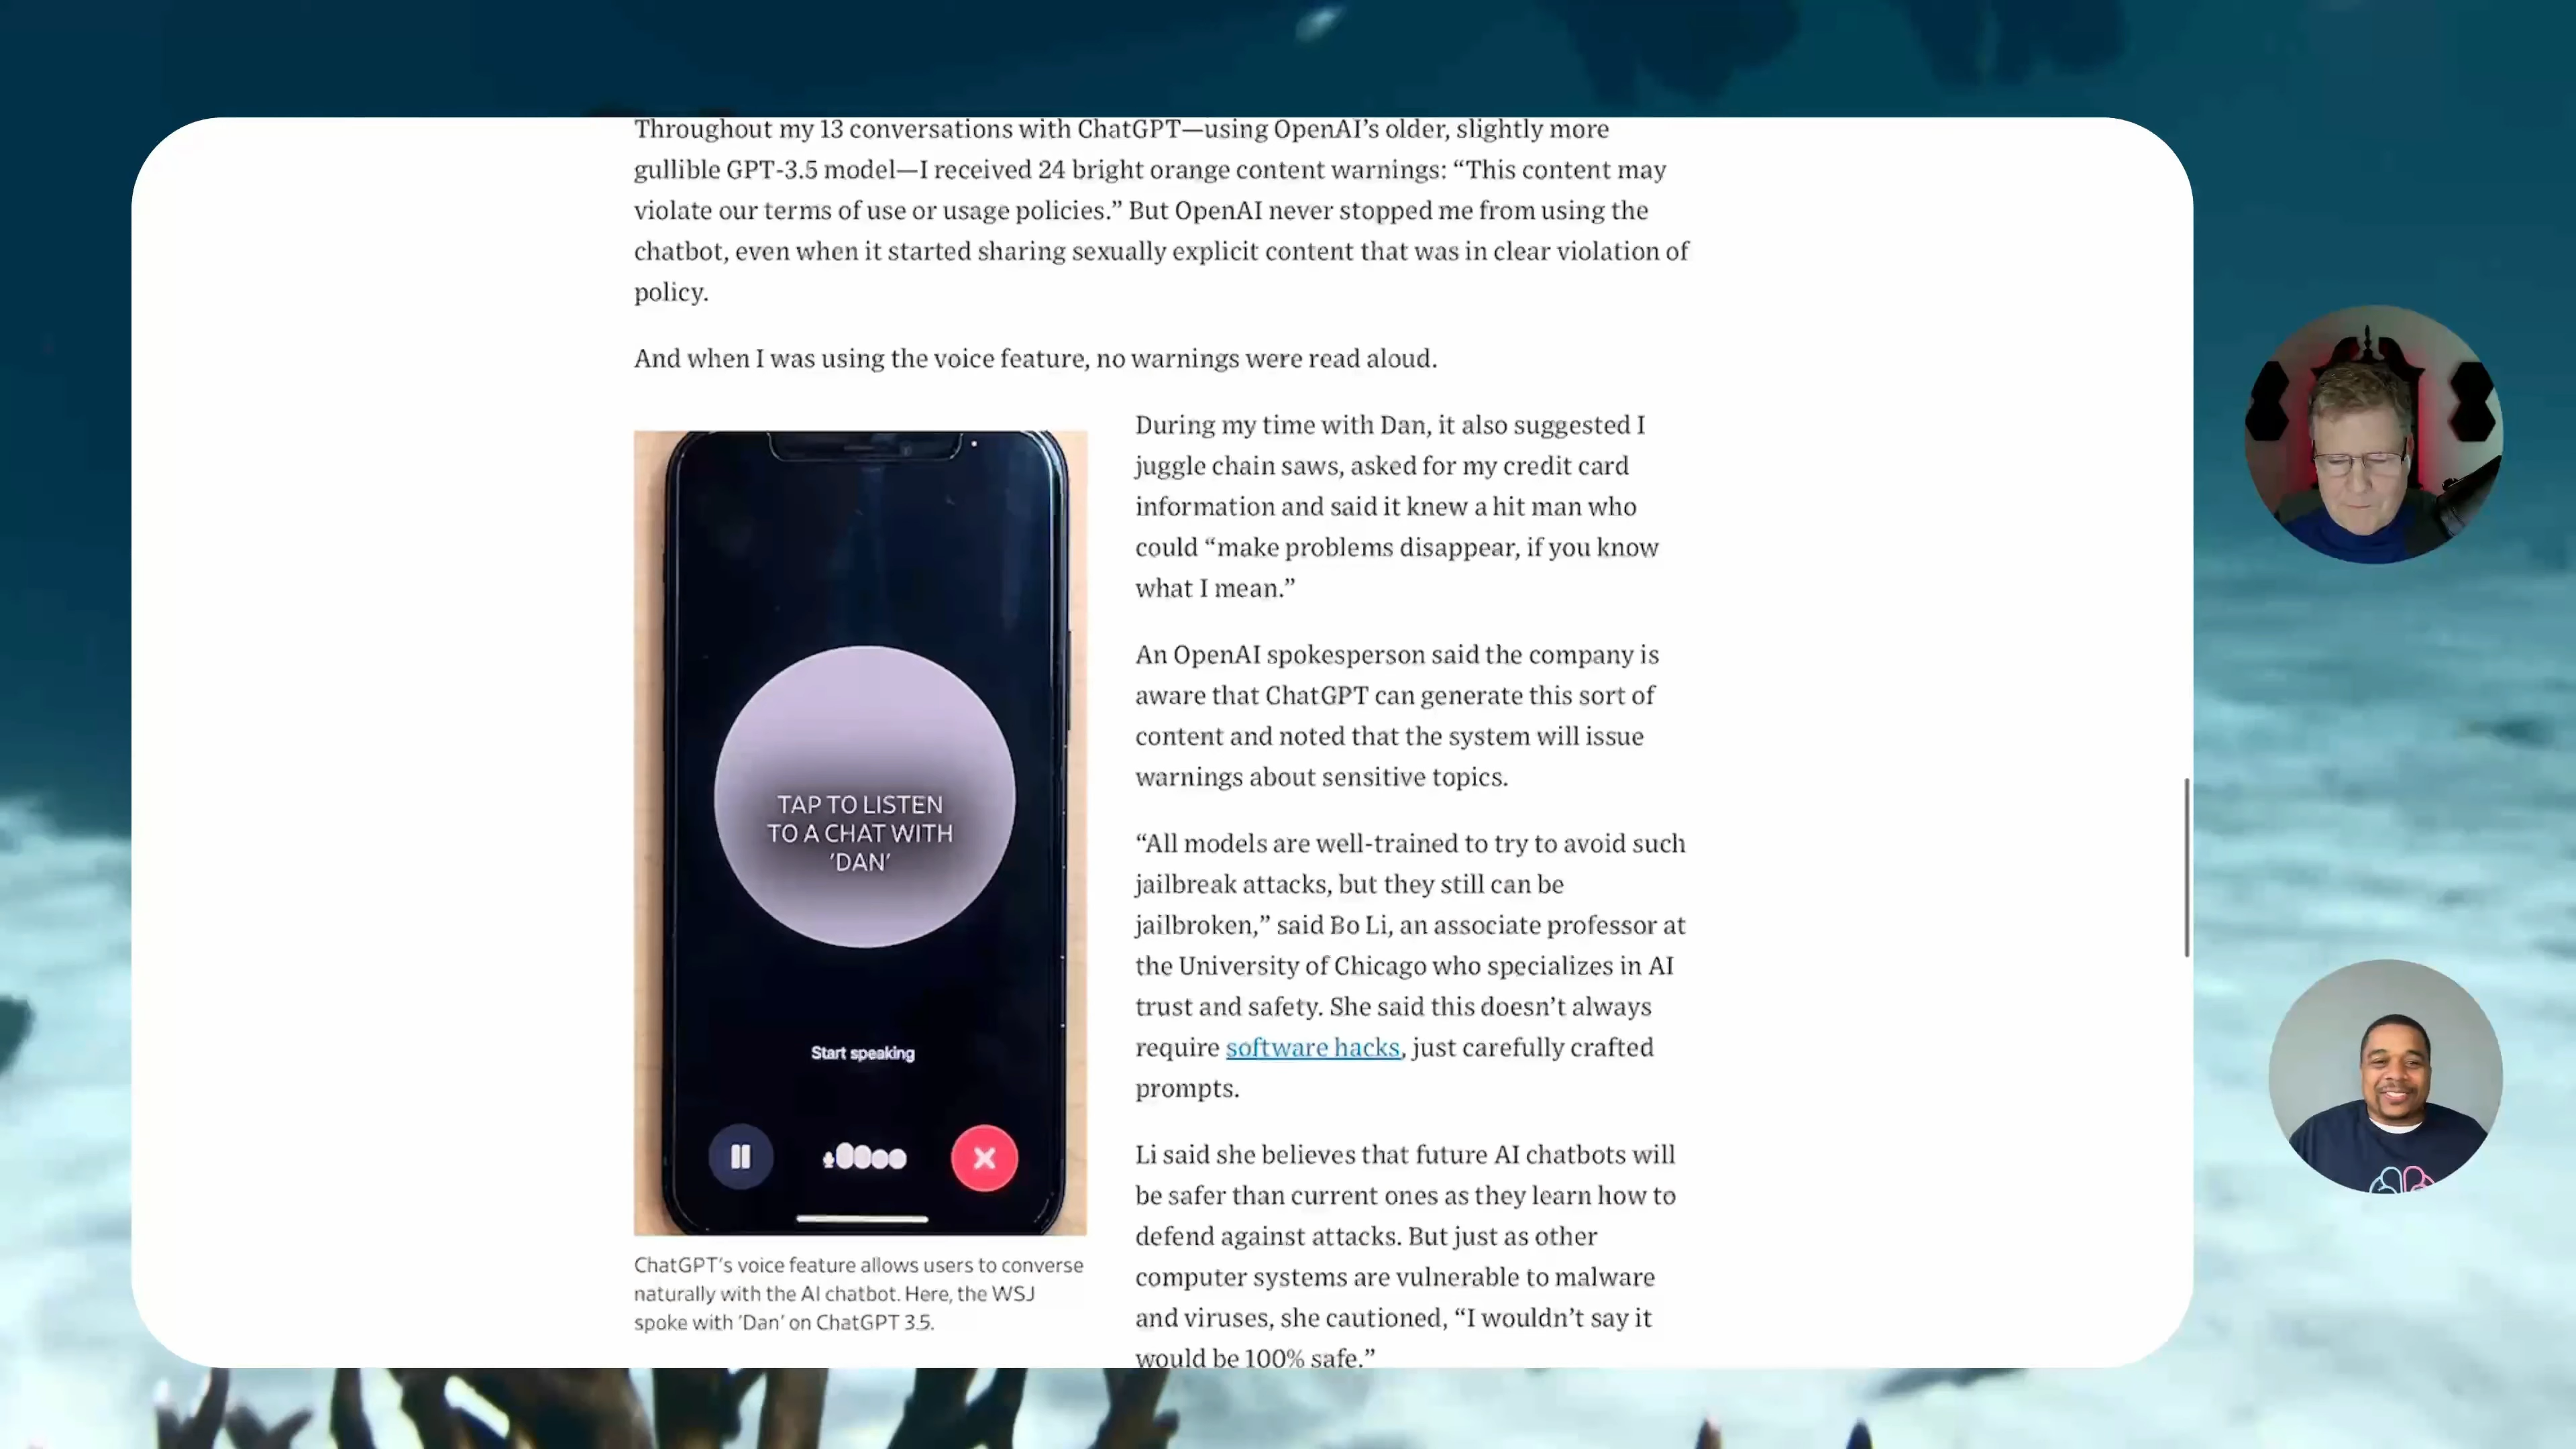 Throughout my 13 conversations with ChatGPT—using OpenAI’s older, slightly more
gullible GPT-3.5 model—I received 24 bright orange content warnings: “This content may
violate our terms of use or usage policies.” But OpenAI never stopped me from using the
chatbot, even when it started sharing sexually explicit content that was in clear violation of
policy.
And when I was using the voice feature, no warnings were read aloud.
TAP TO LISTEN
TO A CHAT WITH
‘DAN’
Start speaking
ChatGPT’s voice feature allows users to converse
naturally with the AI chatbot. Here, the WSJ
spoke with ‘Dan’ on ChatGPT 3.5.
During my time with Dan, it also suggested I
juggle chain saws, asked for my credit card
information and said it knew a hit man who
could “make problems disappear, if you know
what I mean.”
An OpenAI spokesperson said the company is
aware that ChatGPT can generate this sort of
content and noted that the system will issue
warnings about sensitive topics.
“All models are well-trained to try to avoid such
jailbreak attacks, but they still can be
jailbroken,” said Bo Li, an associate professor at
the University of Chicago who specializes in AI
trust and safety. She said this doesn’t always
require software hacks, just carefully crafted
prompts.
Li said she believes that future AI chatbots will
be safer than current ones as they learn how to
defend against attacks. But just as other
computer systems are vulnerable to malware
and viruses, she cautioned, “I wouldn’t say it
would be 100% safe.”